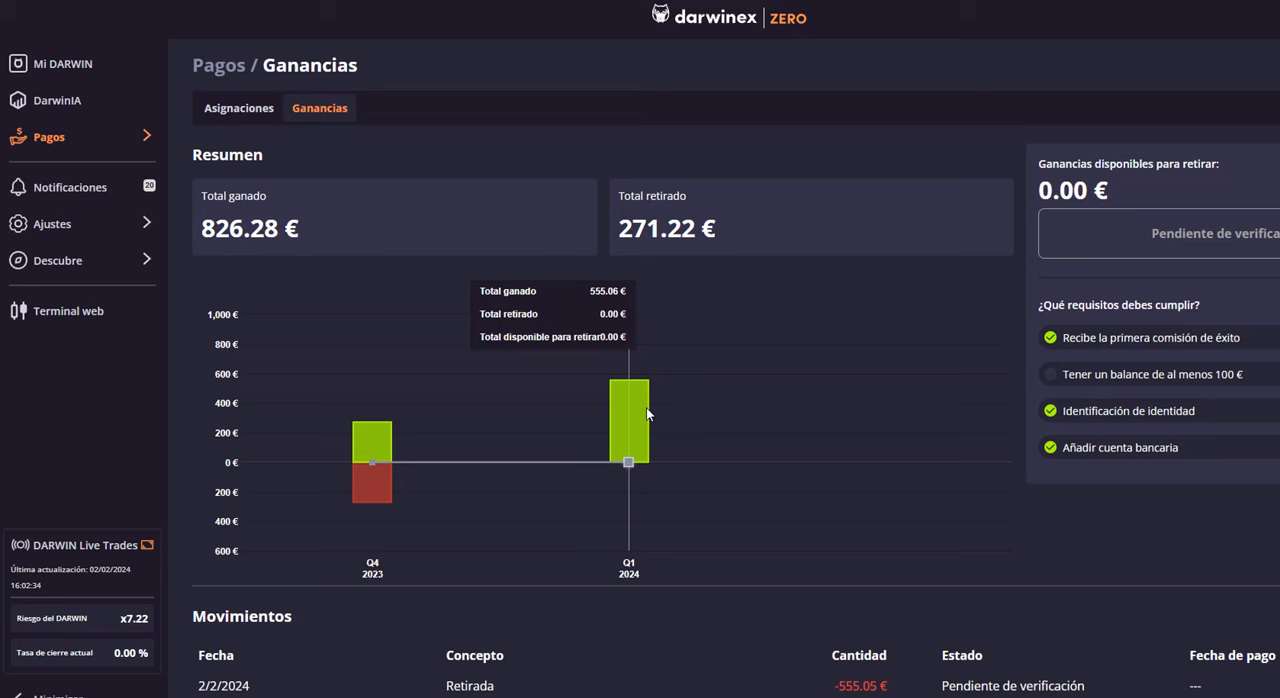 darwinex ZERO
Mi DARWIN
DarwinIA
Pagos
Notificaciones 20
Ajustes
Descubre
Terminal web
DARWIN Live Trades
Última actualización: 02/02/2024
16:02:34
Riesgo del DARWIN x7.22
Tasa de cierre actual 0.00 %
Minimizar
Pagos / Ganancias
Asignaciones Ganancias
Resumen
Total ganado
826.28 €
Total retirado
271.22 €
Total ganado 555.06 €
Total retirado 0.00 €
Total disponible para retirar0.00 €
1,000 €
800 €
600 €
400 €
200 €
0 €
200 €
400 €
600 €
Q4
2023
Q1
2024
Ganancias disponibles para retirar:
0.00 €
Pendiente de verifica
¿Qué requisitos debes cumplir?
Recibe la primera comisión de éxito
Tener un balance de al menos 100 €
Identificación de identidad
Añadir cuenta bancaria
Movimientos
Fecha Concepto Cantidad Estado Fecha de pago
2/2/2024 Retirada -555.05 € Pendiente de verificación ---